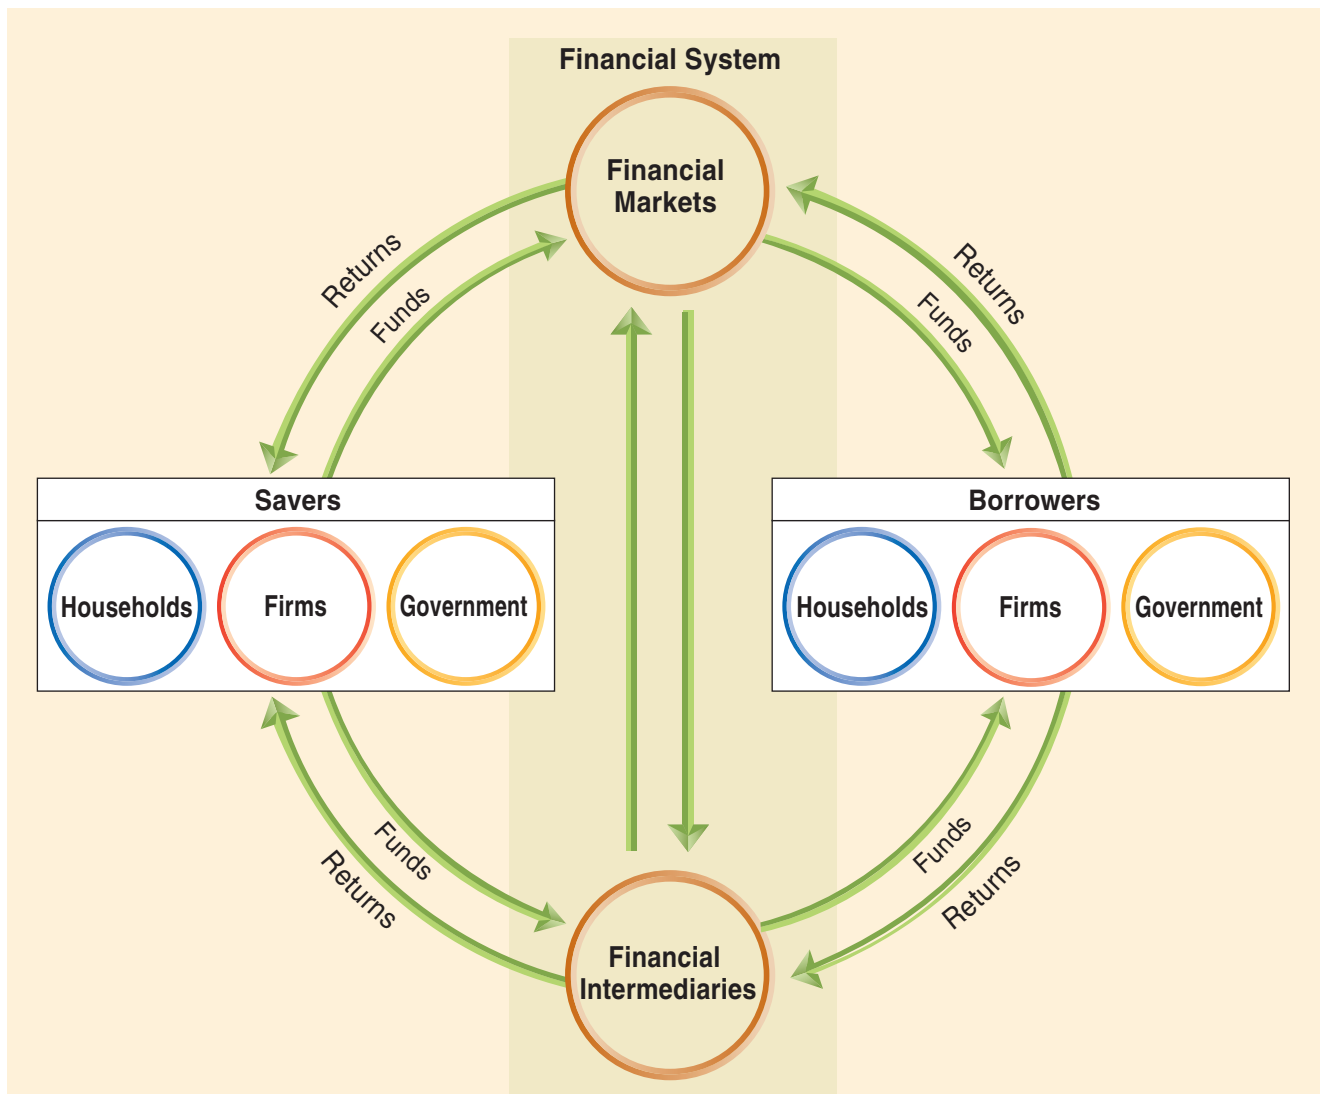 Financial System
Financial
Markets
Returns
Funds
Returns
Funds
Savers
Households
Firms
Government
Borrowers
Households
Firms
Government
Funds
Returns
Funds
Returns
Financial
Intermediaries